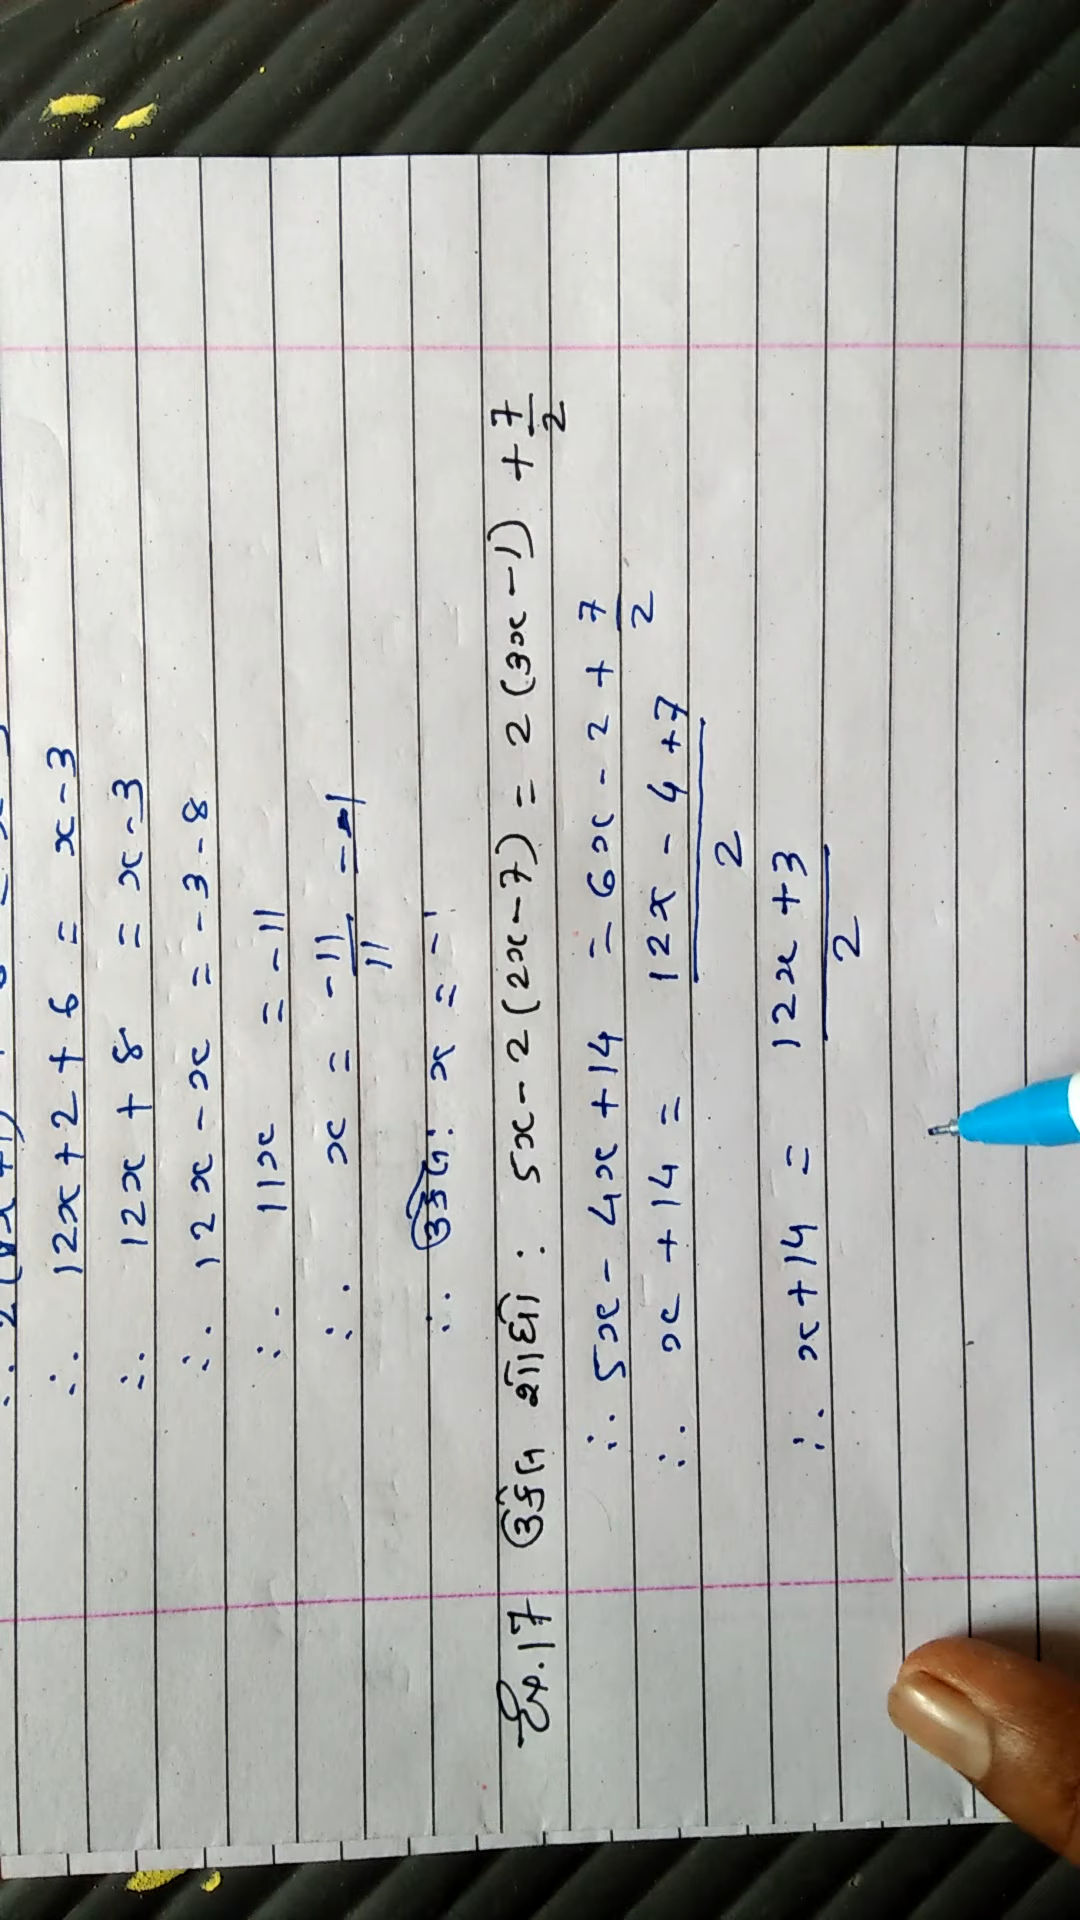 ∴ 12x + 2 + 6 = x - 3
∴ 12x + 8 = x - 3
∴ 12x - x = -3 - 8
∴ 11x = -11
∴ x = -11/11 = -1
∴ ઉકેલ: x = -1
Ex.17 ઉકેલ શોધો: 5x - 2(2x - 7) = 2(3x - 1) + 7/2
∴ 5x - 4x + 14 = 6x - 2 + 7/2
∴ x + 14 = 12x - 4 + 7/2
∴ x + 14 = 12x + 3/2